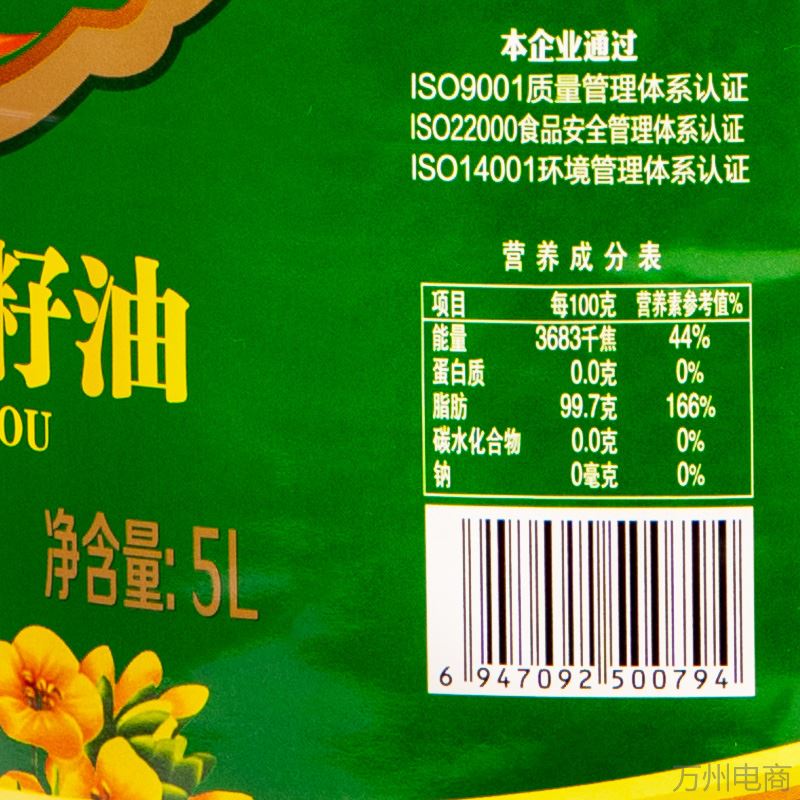 本企业通过
ISO9001质量管理体系认证
ISO22000食品安全管理体系认证
ISO14001环境管理体系认证
营养成分表
项目 每100克 营养素参考值%
能量 3683千焦 44%
蛋白质 0.0克 0%
脂肪 99.7克 166%
碳水化合物 0.0克 0%
钠 0毫克 0%
籽油
OU
净含量: 5L
6 947092 500794
万州电商